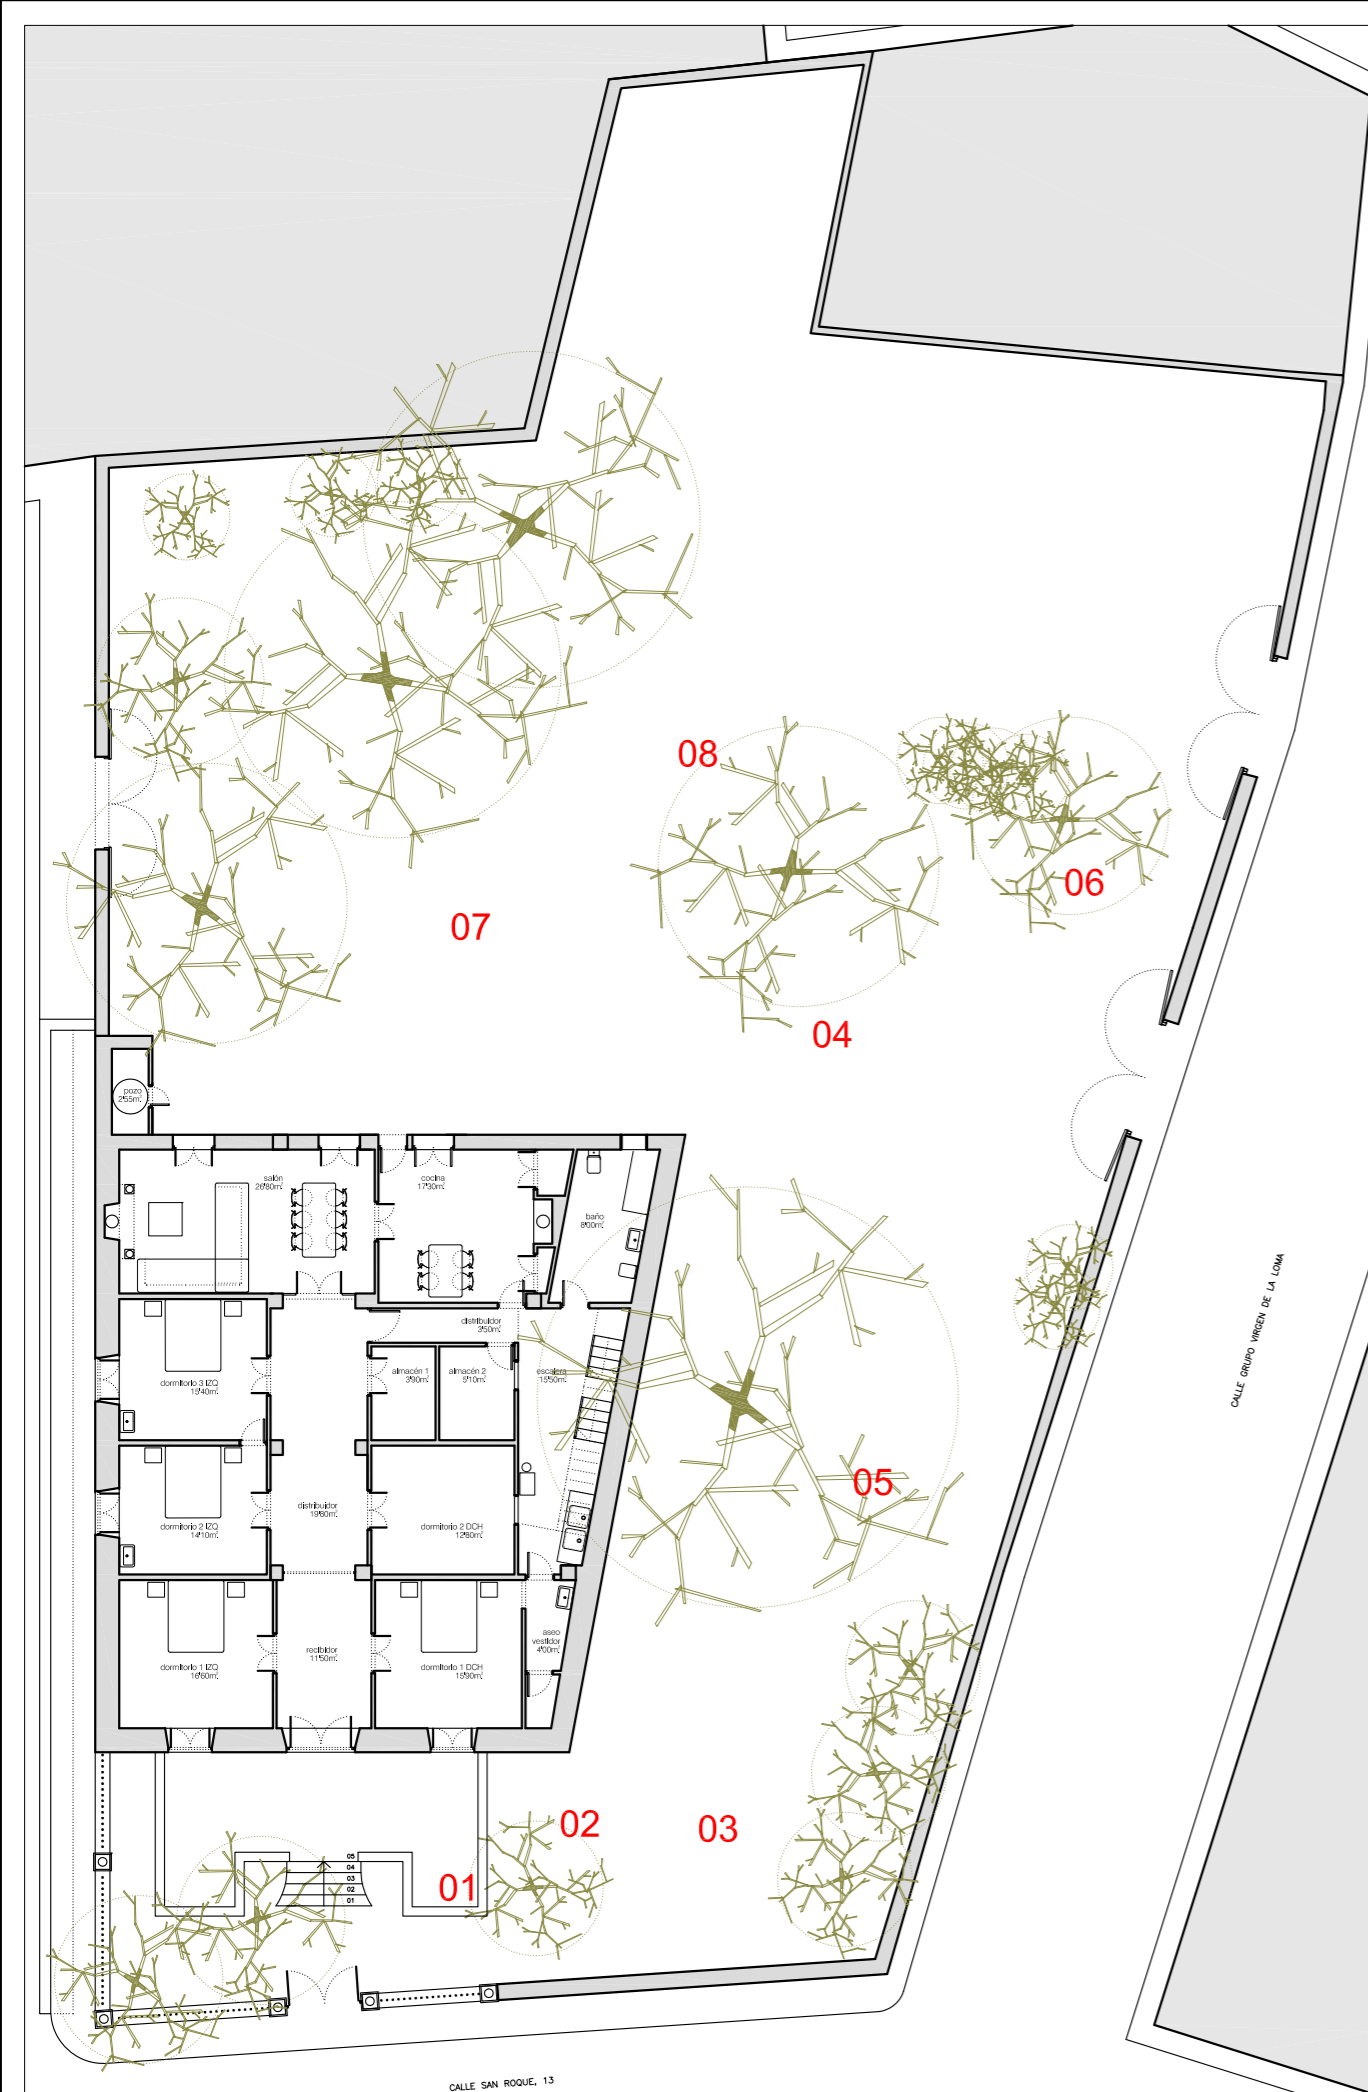 08
06
07
04
pozo
2'55m².
salón
26'80m².
cocina
17'30m².
baño
8'00m².
distribuidor
3'50m².
dormitorio 3 IZQ
15'40m².
almacén 1
3'90m².
almacén 2
5'10m².
escalera
15'50m².
CALLE GRUPO VIRGEN DE LA LOMA
05
distribuidor
19'80m².
dormitorio 2 IZQ
14'10m².
dormitorio 2 DCH
12'80m².
recibidor
11'50m².
aseo
vestidor
4'00m².
dormitorio 1 IZQ
16'60m².
dormitorio 1 DCH
15'90m².
02
03
01
05
04
03
02
01
CALLE SAN ROQUE, 13